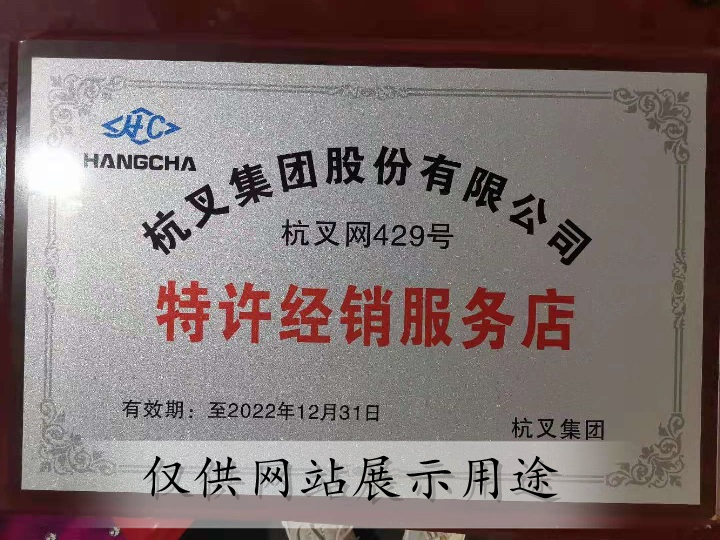 HC
HANGCHA
杭叉集团股份有限公司
杭叉网429号
特许经销服务店
有效期：至2022年12月31日
杭叉集团
仅供网站展示用途